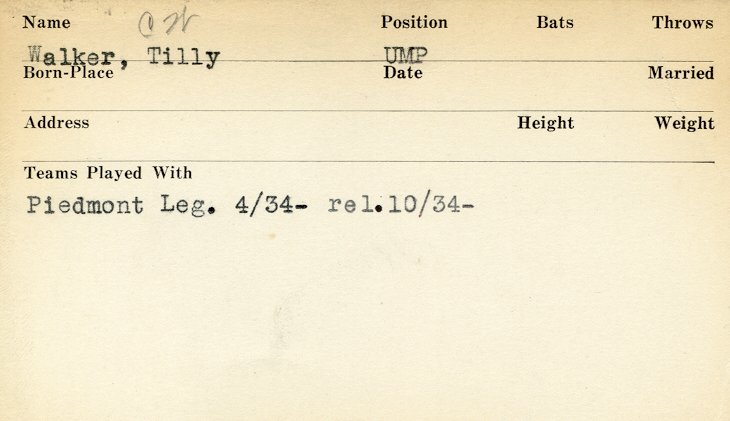 Name C W Position Bats Throws
Walker, Tilly UMP
Born-Place Date Married
Address Height Weight
Teams Played With
Piedmont Leg. 4/34- rel.10/34-